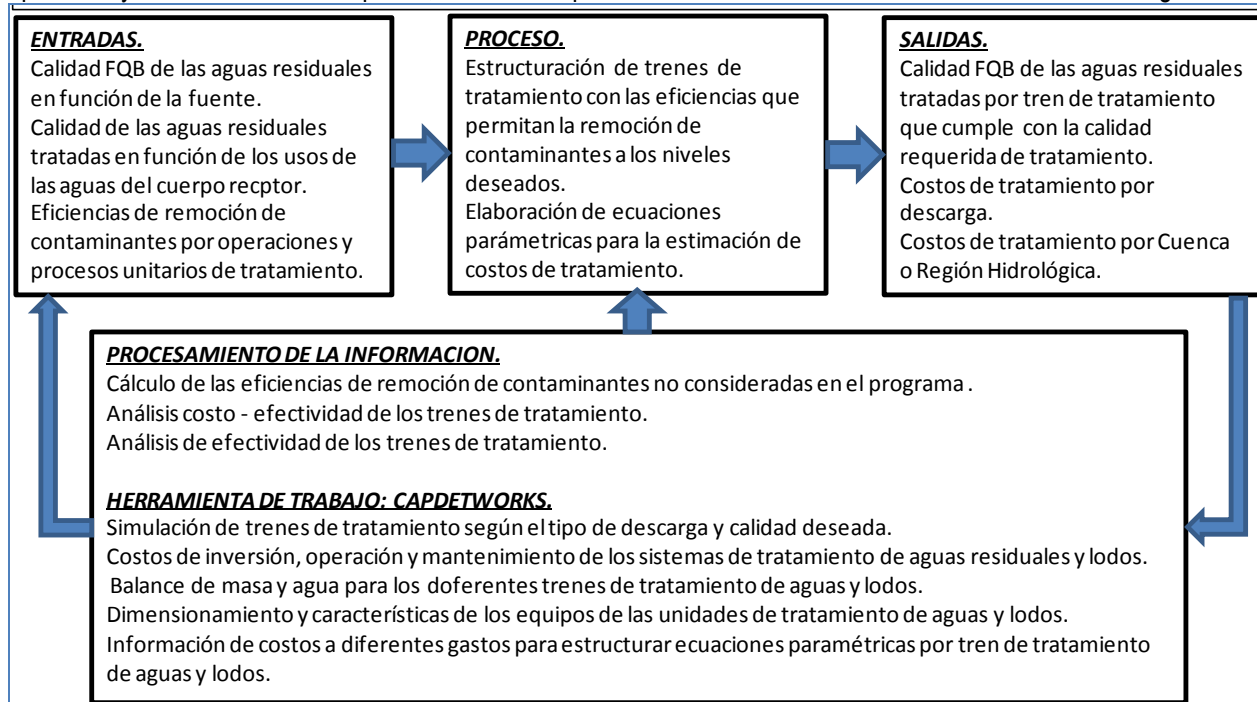 ENTRADAS.
Calidad FQB de las aguas residuales
en función de la fuente.
Calidad de las aguas residuales
tratadas en función de los usos de
las aguas del cuerpo recptor.
Eficiencias de remoción de
contaminantes por operaciones y
procesos unitarios de tratamiento.
PROCESO.
Estructuración de trenes de
tratamiento con las eficiencias que
permitan la remoción de
contaminantes a los niveles
deseados.
Elaboración de ecuaciones
parámetricas para la estimación de
costos de tratamiento.
SALIDAS.
Calidad FQB de las aguas residuales
tratadas por tren de tratamiento
que cumple con la calidad
requerida de tratamiento.
Costos de tratamiento por
descarga.
Costos de tratamiento por Cuenca
o Región Hidrológica.
PROCESAMIENTO DE LA INFORMACION.
Cálculo de las eficiencias de remoción de contaminantes no consideradas en el programa .
Análisis costo - efectividad de los trenes de tratamiento.
Análisis de efectividad de los trenes de tratamiento.
HERRAMIENTA DE TRABAJO: CAPDETWORKS.
Simulación de trenes de tratamiento según el tipo de descarga y calidad deseada.
Costos de inversión, operación y mantenimiento de los sistemas de tratamiento de aguas residuales y lodos.
Balance de masa y agua para los doferentes trenes de tratamiento de aguas y lodos.
Dimensionamiento y característicias de los equipos de las unidades de tratamiento de aguas y lodos.
Información de costos a diferentes gastos para estructurar ecuaciones paramétricas por tren de tratamiento
de aguas y lodos.